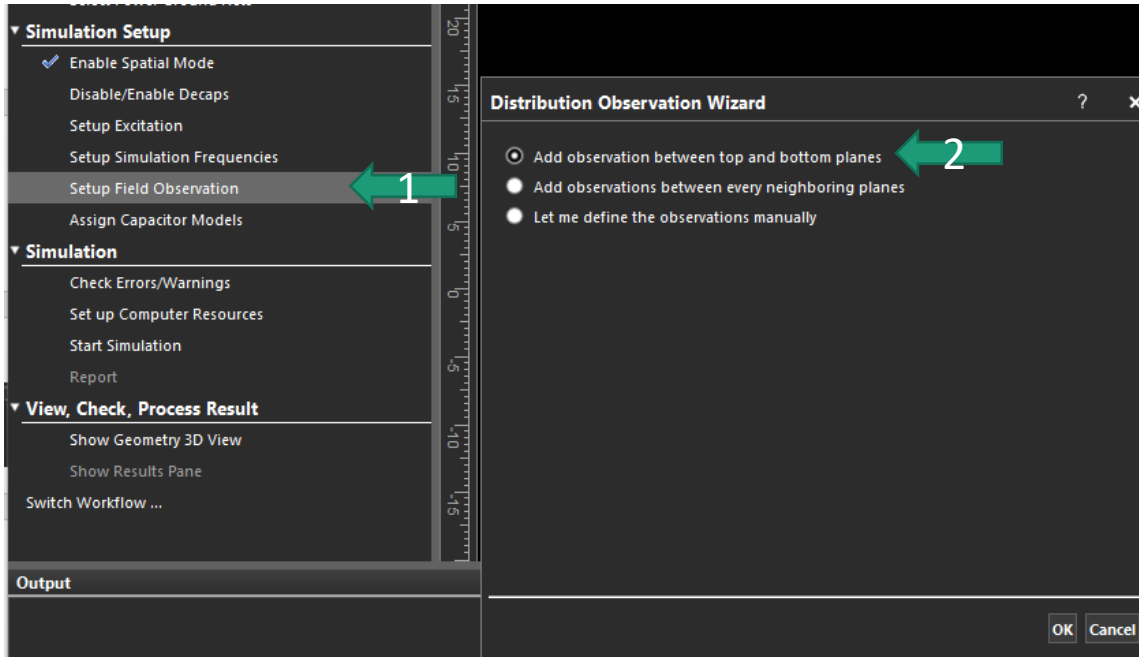 Select Power Ground Nets
Simulation Setup
Enable Spatial Mode
Disable/Enable Decaps
Setup Excitation
Setup Simulation Frequencies
Setup Field Observation
1
Assign Capacitor Models
Simulation
Check Errors/Warnings
Set up Computer Resources
Start Simulation
Report
View, Check, Process Result
Show Geometry 3D View
Show Results Pane
Switch Workflow ...
Output
20
15
10
5
0
-5
-10
-15
Distribution Observation Wizard
?
Add observation between top and bottom planes
2
Add observations between every neighboring planes
Let me define the observations manually
OK Cancel